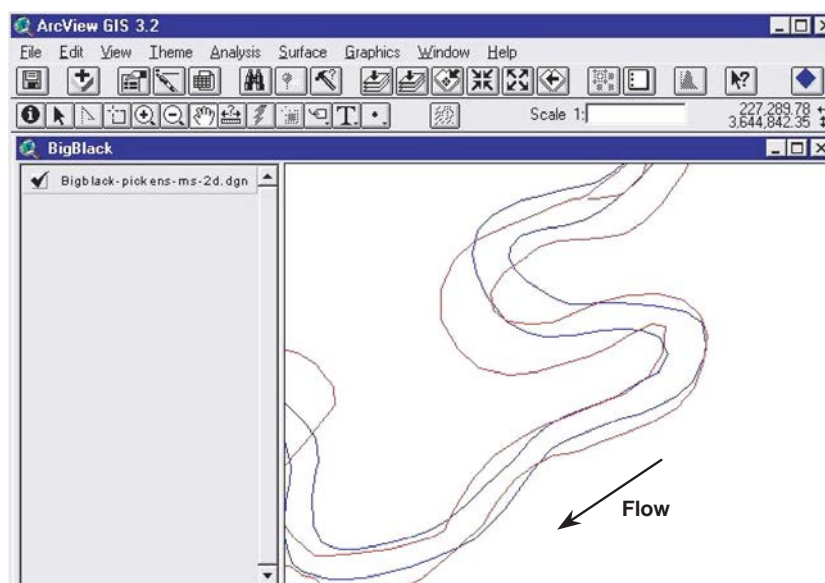 ArcView GIS 3.2
File Edit View Theme Analysis Surface Graphics Window Help
Scale 1:
227,289.78
3,644,842.35
BigBlack
Bigblack-pickens-ms-2d.dgn
Flow